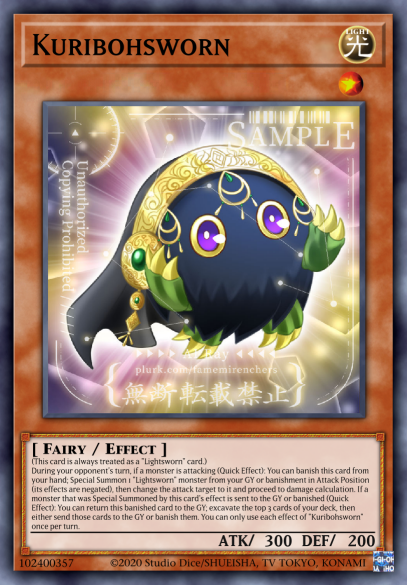 KURIBOHSWORN
LIGHT
光
SAMPLE
Unauthorized
Copying Prohibited
plurk.com/famemirenchers
無断転載禁止
[ FAIRY / EFFECT ]
(This card is always treated as a "Lightsworn" card.)
During your opponent's turn, if a monster is attacking (Quick Effect): You can banish this card from
your hand; Special Summon 1 "Lightsworn" monster from your GY or banishment in Attack Position
(its effects are negated), then change the attack target to it and proceed to damage calculation. If a
monster that was Special Summoned by this card's effect is sent to the GY or banished (Quick
Effect): You can return this banished card to the GY; excavate the top 3 cards of your deck, then
either send those cards to the GY or banish them. You can only use each effect of "Kuribohsworn"
once per turn.
ATK/ 300 DEF/ 200
102400357
©2020 Studio Dice/SHUEISHA, TV TOKYO, KONAMI